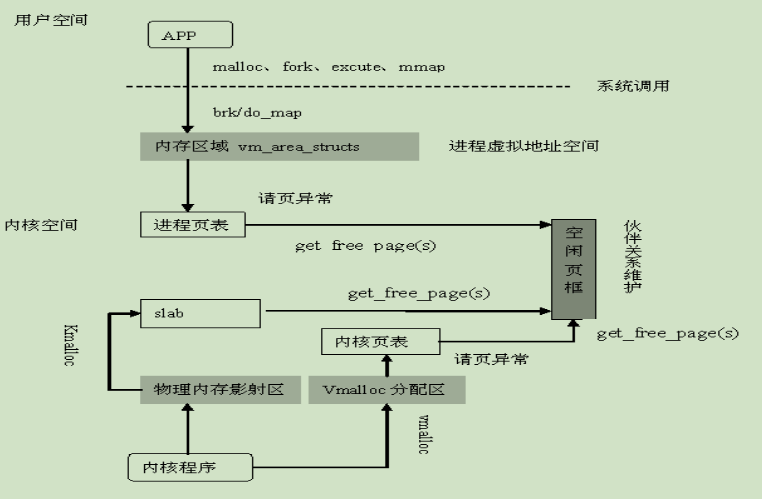 用户空间
APP
malloc、fork、excute、mmap
系统调用
brk/do_map
内存区域 vm_area_structs
进程虚拟地址空间
请页异常
内核空间
进程页表
get free page(s)
空闲页框
伙伴关系维护
get_free_page(s)
slab
Kmalloc
内核页表
请页异常
get_free_page(s)
物理内存影射区
Vmalloc 分配区
vmalloc
内核程序